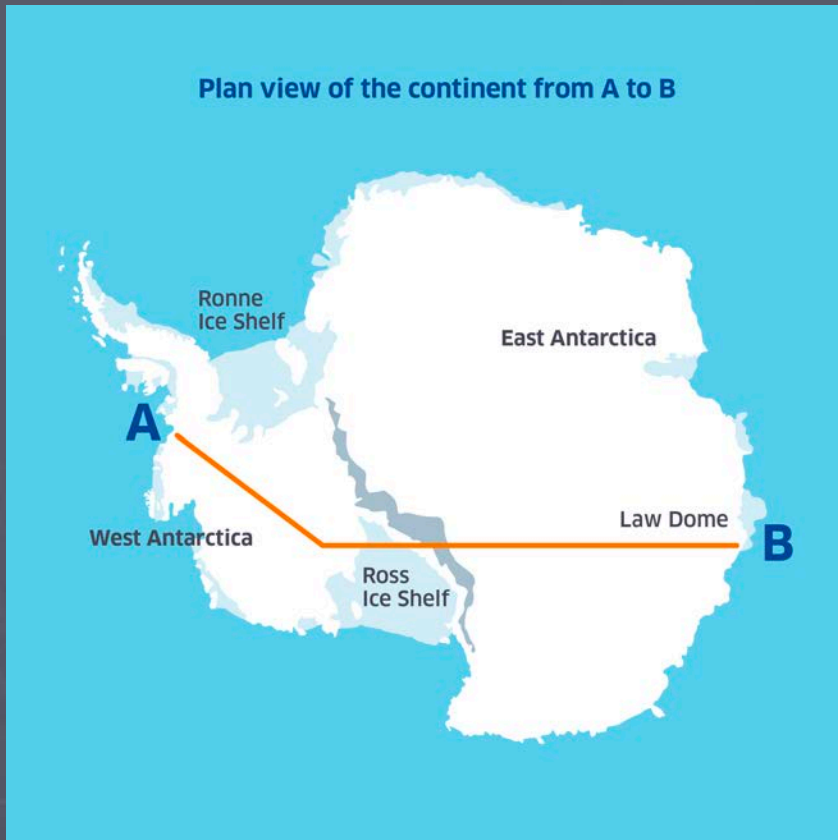 Plan view of the continent from A to B
Ronne
Ice Shelf
East Antarctica
A
Law Dome
West Antarctica
B
Ross
Ice Shelf